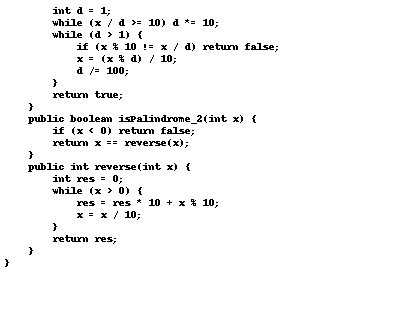 int d = 1;
        while (x / d >= 10) d *= 10;
        while (d > 1) {
            if (x % 10 != x / d) return false;
            x = (x % d) / 10;
            d /= 100;
        }
        return true;
    }
    public boolean isPalindrome_2(int x) {
        if (x < 0) return false;
        return x == reverse(x);
    }
    public int reverse(int x) {
        int res = 0;
        while (x > 0) {
            res = res * 10 + x % 10;
            x = x / 10;
        }
        return res;
    }
}